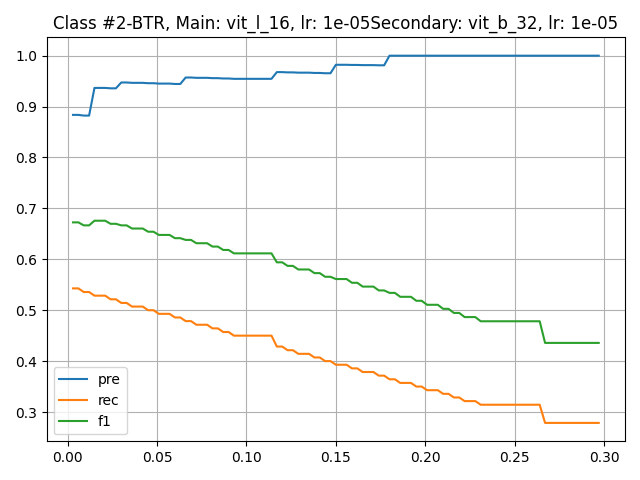 Class #2-BTR, Main: vit_l_16, lr: 1e-05Secondary: vit_b_32, lr: 1e-05
1.0
0.9
0.8
0.7
0.6
0.5
0.4
0.3
pre
rec
f1
0.00 0.05 0.10 0.15 0.20 0.25 0.30